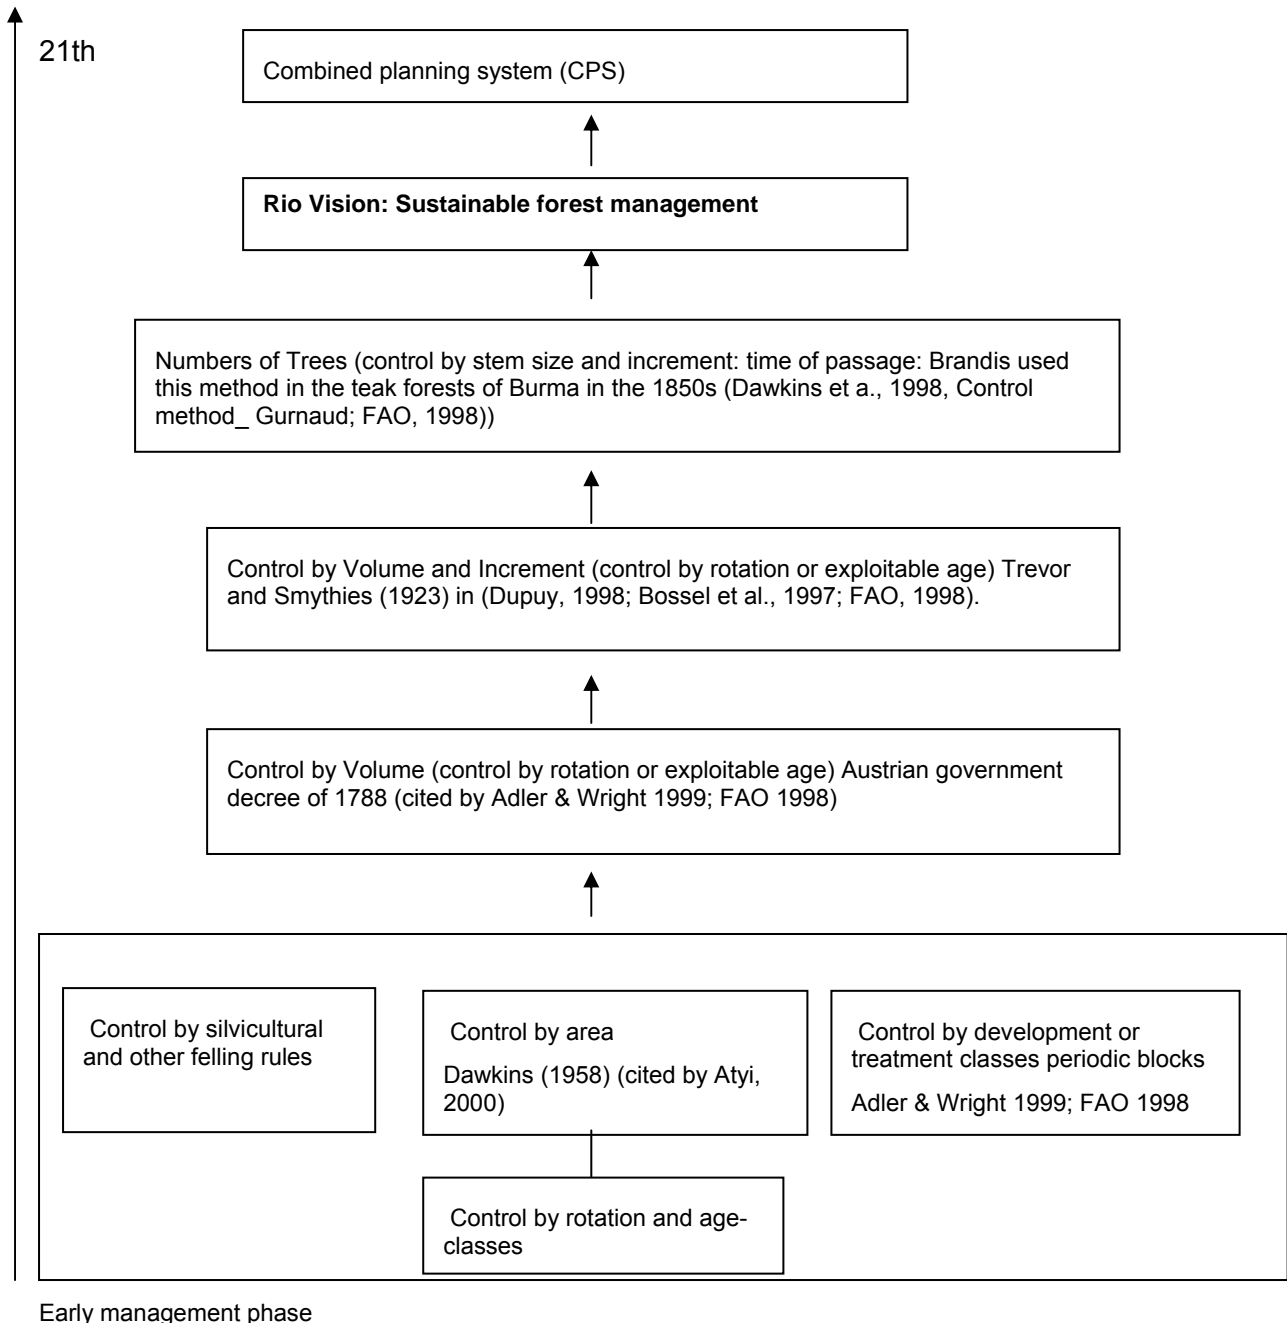 21th
Combined planning system (CPS)
Rio Vision: Sustainable forest management
Numbers of Trees (control by stem size and increment: time of passage: Brandis used
this method in the teak forests of Burma in the 1850s (Dawkins et a., 1998, Control
method_ Gurnaud; FAO, 1998))
Control by Volume and Increment (control by rotation or exploitable age) Trevor
and Smythies (1923) in (Dupuy, 1998; Bossel et al., 1997; FAO, 1998).
Control by Volume (control by rotation or exploitable age) Austrian government
decree of 1788 (cited by Adler & Wright 1999; FAO 1998)
Control by silvicultural
and other felling rules
Control by area
Dawkins (1958) (cited by Atyi,
2000)
Control by development or
treatment classes periodic blocks
Adler & Wright 1999; FAO 1998
Control by rotation and age-
classes
Early management phase